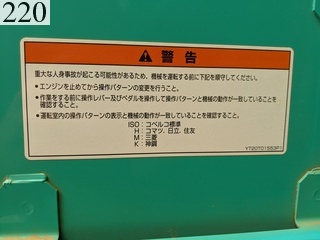 220
警告
重大な人身事故が起こる可能性があるため、機械を運転する前に下記を順守してください。
●エンジンを止めてから操作パターンの変更を行うこと。
●作業をする前に操作レバー及びペダルを操作して操作パターンと機械の動作が一致していることを
確認すること。
●運転室内の操作パターンの表示と機械の動作が一致していることを確認すること。
ISO：コベルコ標準
H：コマツ、日立、住友
M：三菱
K：神鋼
YT20T01553P1